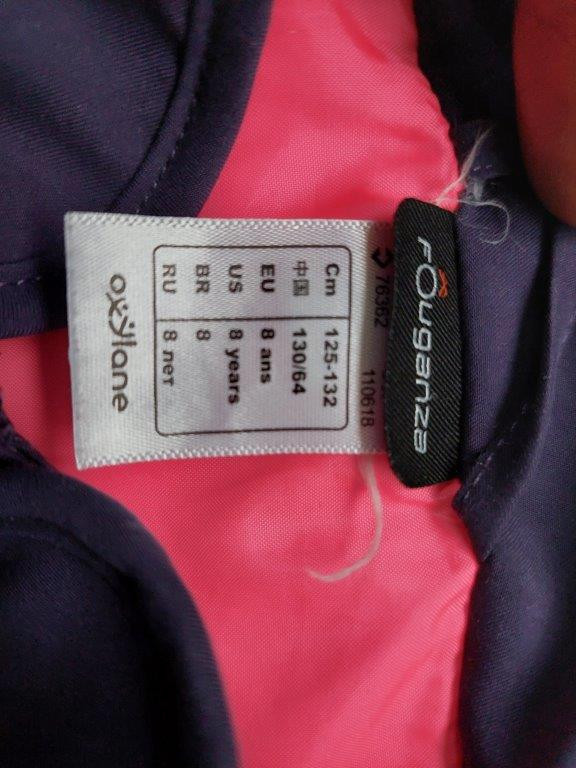 fouganza
76362
110618
Cm 125-132
中国 130/64
EU 8 ans
US 8 years
BR 8
RU 8 лет
oxylane